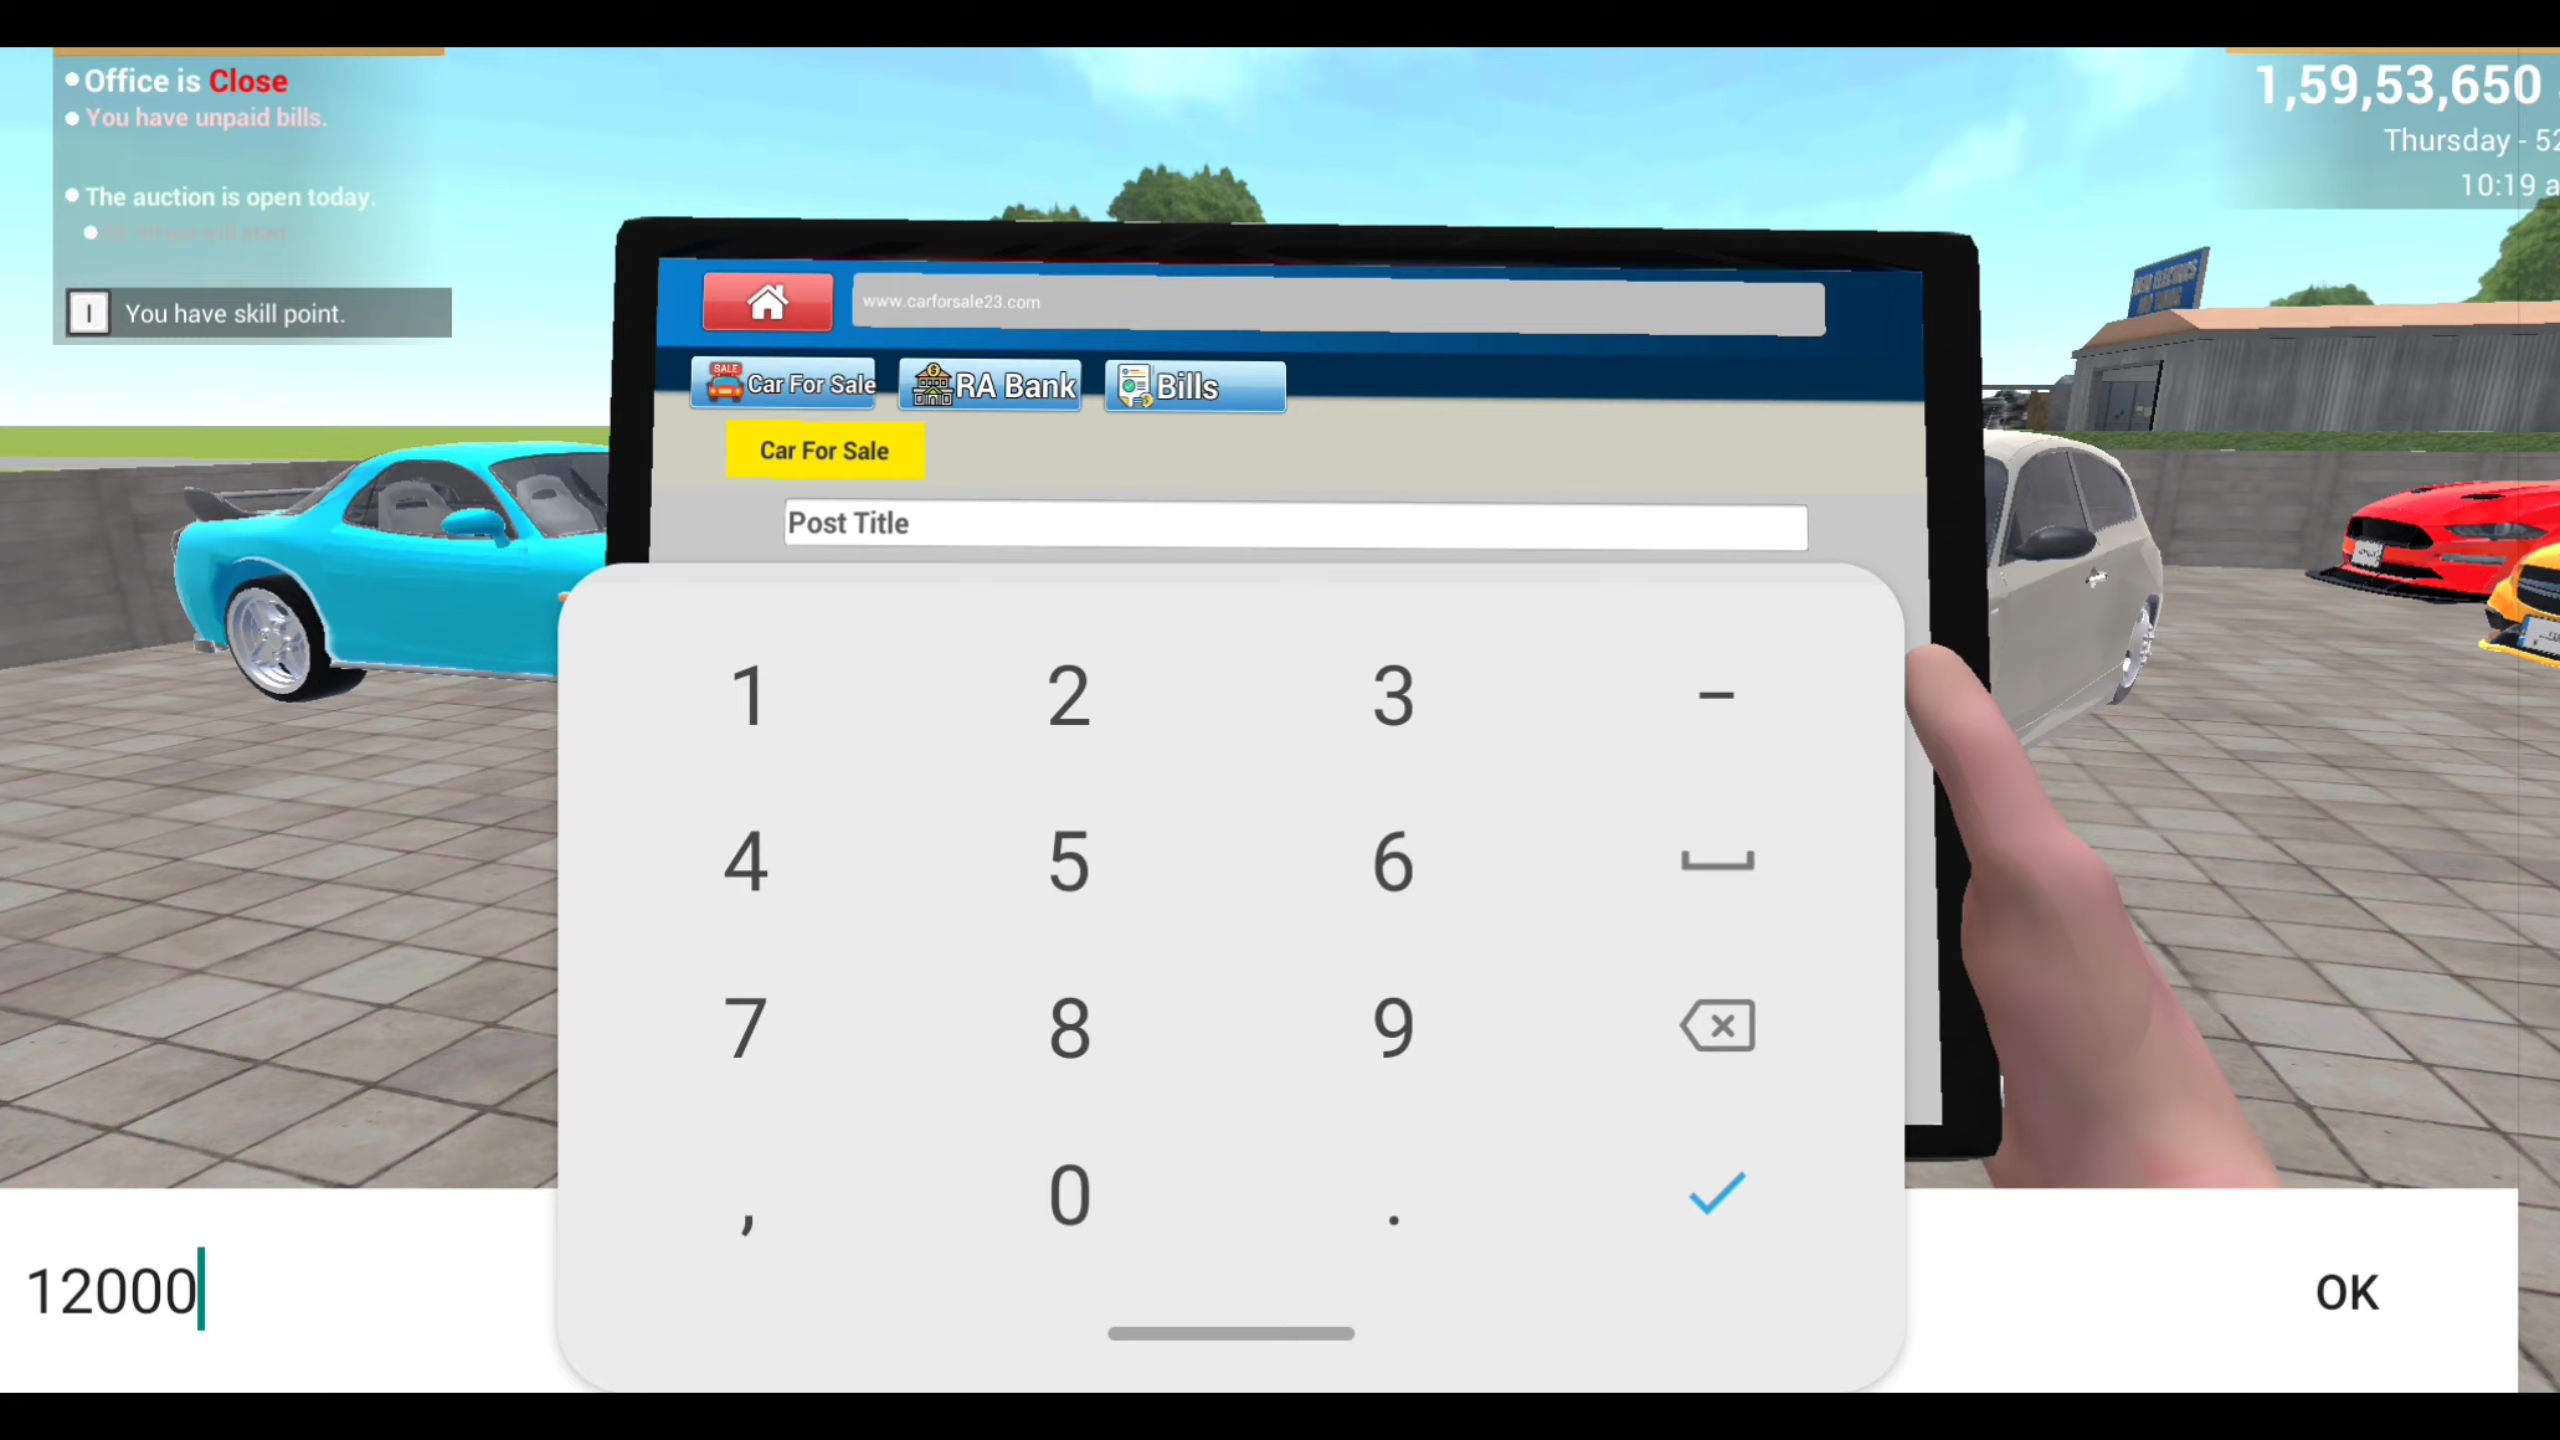 Office is Close
You have unpaid bills.
The auction is open today.
I You have skill point.
1,59,53,650
Thursday - 52
10:19 a
www.carforsale23.com
SALE Car For Sale
RA Bank
Bills
Car For Sale
Post Title
1 2 3 -
4 5 6
7 8 9
, 0 .
12000
OK